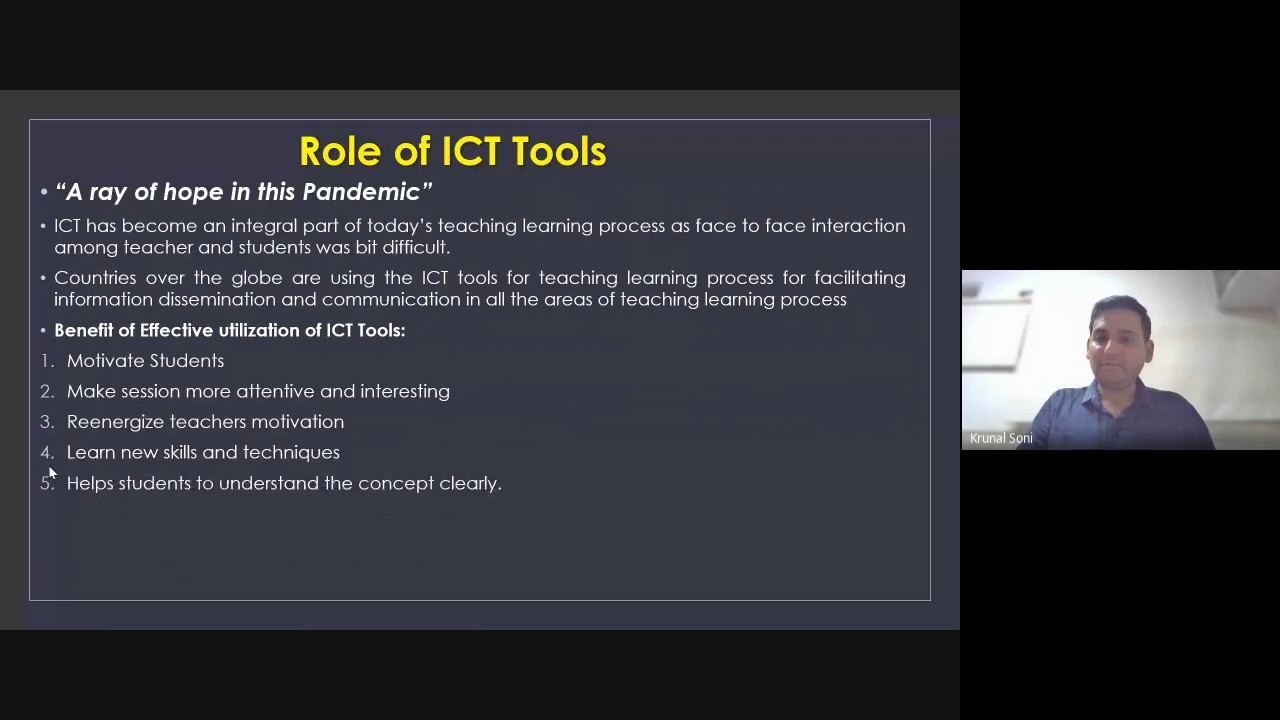 Role of ICT Tools
• “A ray of hope in this Pandemic”
• ICT has become an integral part of today’s teaching learning process as face to face interaction
among teacher and students was bit difficult.
• Countries over the globe are using the ICT tools for teaching learning process for facilitating
information dissemination and communication in all the areas of teaching learning process
• Benefit of Effective utilization of ICT Tools:
1. Motivate Students
2. Make session more attentive and interesting
3. Reenergize teachers motivation
4. Learn new skills and techniques
5. Helps students to understand the concept clearly.
Krunal Soni